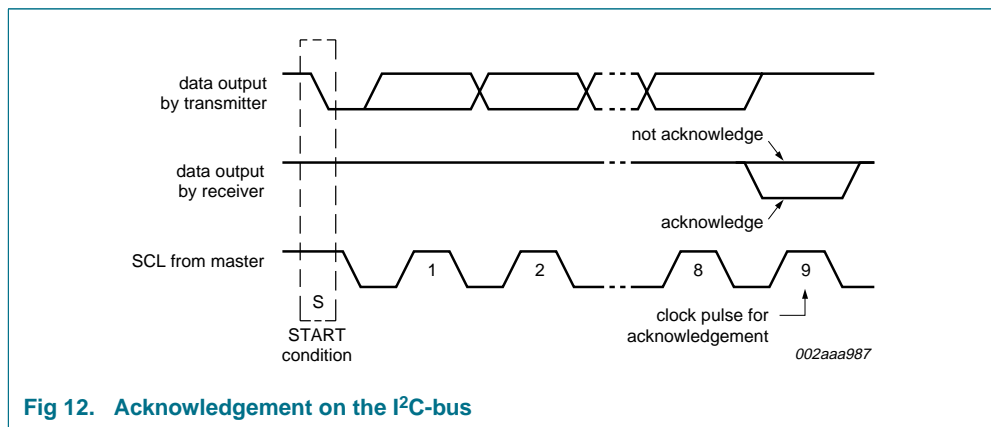 data output
by transmitter
not acknowledge
data output
by receiver
acknowledge
SCL from master
1
2
8
9
S
START
condition
clock pulse for
acknowledgement
002aaa987
Fig 12. Acknowledgement on the I²C-bus